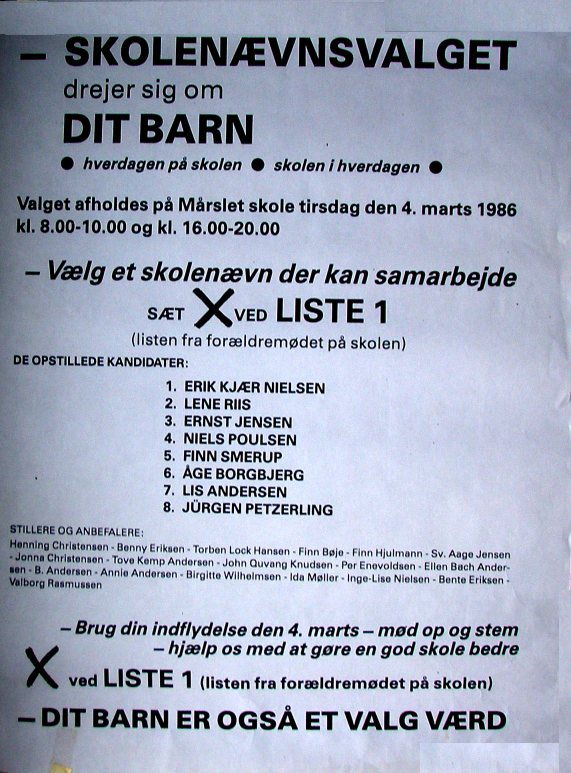 – SKOLENÆVNSVALGET
drejer sig om
DIT BARN
● hverdagen på skolen ● skolen i hverdagen ●
Valget afholdes på Mårslet skole tirsdag den 4. marts 1986
kl. 8.00-10.00 og kl. 16.00-20.00
– Vælg et skolenævn der kan samarbejde
SÆT X VED LISTE 1
(listen fra forældremødet på skolen)
DE OPSTILLEDE KANDIDATER:
1. ERIK KJÆR NIELSEN
2. LENE RIIS
3. ERNST JENSEN
4. NIELS POULSEN
5. FINN SMERUP
6. ÅGE BORGBJERG
7. LIS ANDERSEN
8. JÜRGEN PETZERLING
STILLERE OG ANBEFALERE:
Henning Christensen - Benny Eriksen - Torben Lock Hansen - Finn Bøje - Finn Hjulmann - Sv. Aage Jensen
- Jonna Christensen - Tove Kemp Andersen - John Quvang Knudsen - Per Enevoldsen - Ellen Bach Ander-
sen - B. Andersen - Annie Andersen - Birgitte Wilhelmsen - Ida Møller - Inge-Lise Nielsen - Bente Eriksen -
Valborg Rasmussen
– Brug din indflydelse den 4. marts – mød op og stem
– hjælp os med at gøre en god skole bedre
X ved LISTE 1 (listen fra forældremødet på skolen)
– DIT BARN ER OGSÅ ET VALG VÆRD